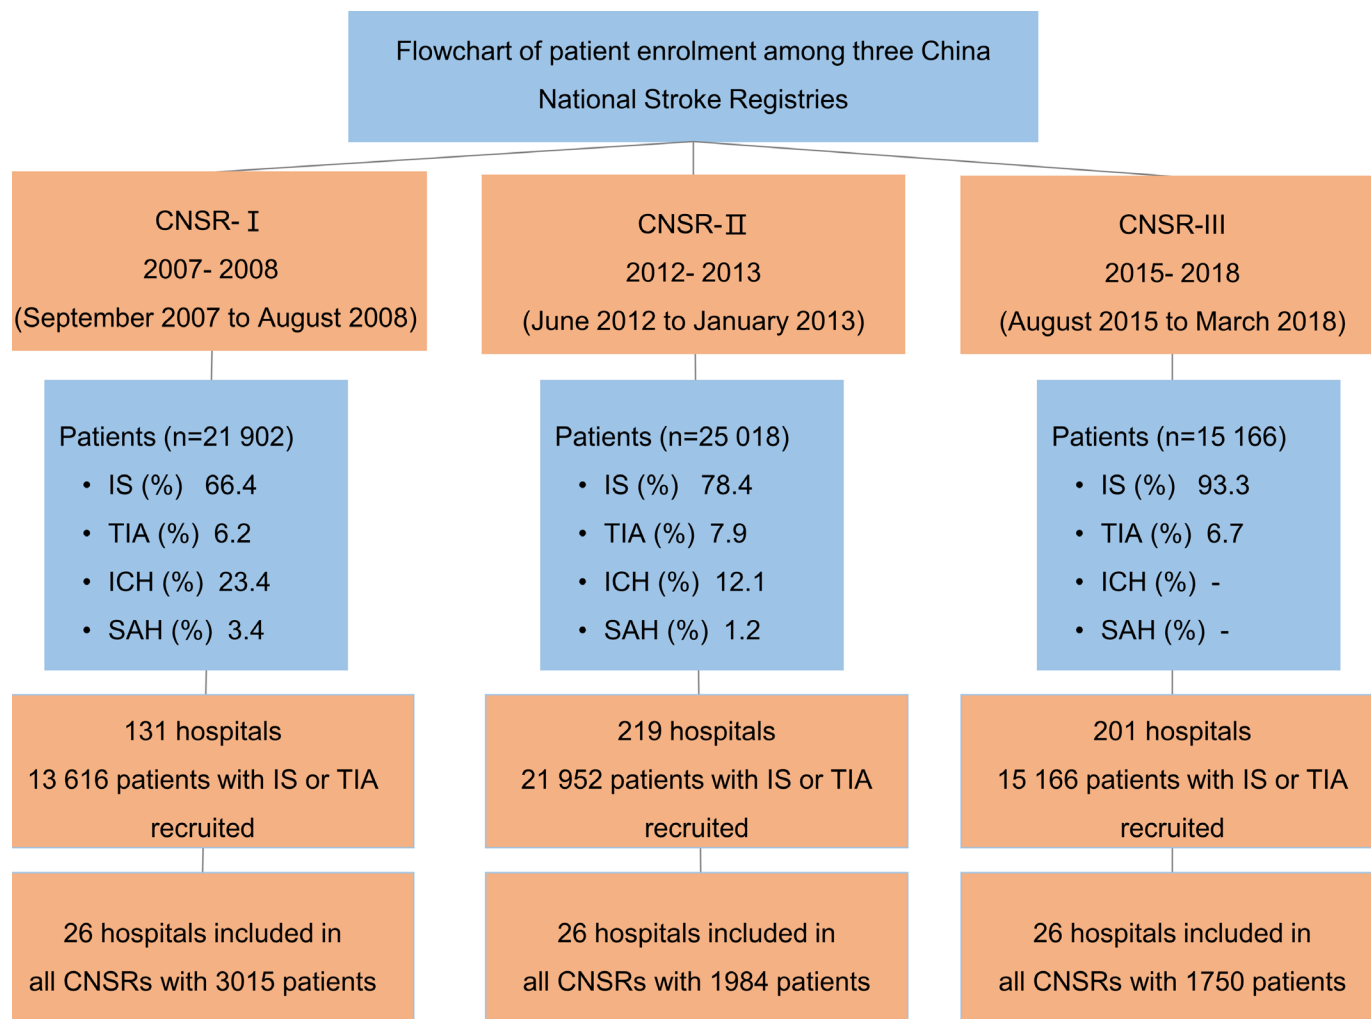 Flowchart of patient enrolment among three China
National Stroke Registries
CNSR-Ⅰ
2007- 2008
(September 2007 to August 2008)
CNSR-Ⅱ
2012- 2013
(June 2012 to January 2013)
CNSR-III
2015- 2018
(August 2015 to March 2018)
Patients (n=21 902)
• IS (%) 66.4
• TIA (%) 6.2
• ICH (%) 23.4
• SAH (%) 3.4
Patients (n=25 018)
• IS (%) 78.4
• TIA (%) 7.9
• ICH (%) 12.1
• SAH (%) 1.2
Patients (n=15 166)
• IS (%) 93.3
• TIA (%) 6.7
• ICH (%) -
• SAH (%) -
131 hospitals
13 616 patients with IS or TIA
recruited
219 hospitals
21 952 patients with IS or TIA
recruited
201 hospitals
15 166 patients with IS or TIA
recruited
26 hospitals included in
all CNSRs with 3015 patients
26 hospitals included in
all CNSRs with 1984 patients
26 hospitals included in
all CNSRs with 1750 patients